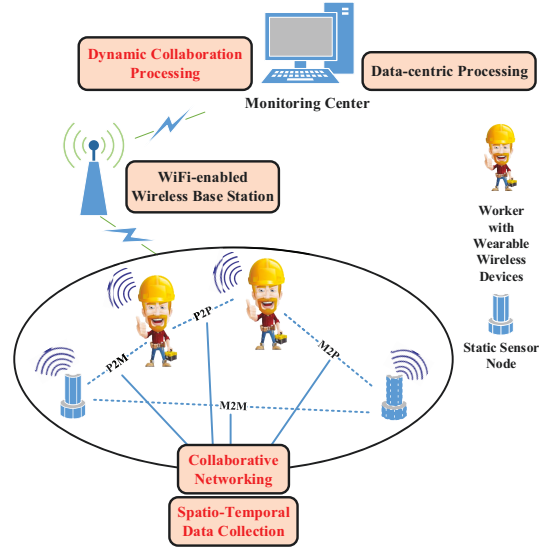 Dynamic Collaboration
Processing
Data-centric Processing
Monitoring Center
WiFi-enabled
Wireless Base Station
Worker
with
Wearable
Wireless
Devices
P2P
P2M
M2P
Static Sensor
Node
M2M
Collaborative
Networking
Spatio-Temporal
Data Collection